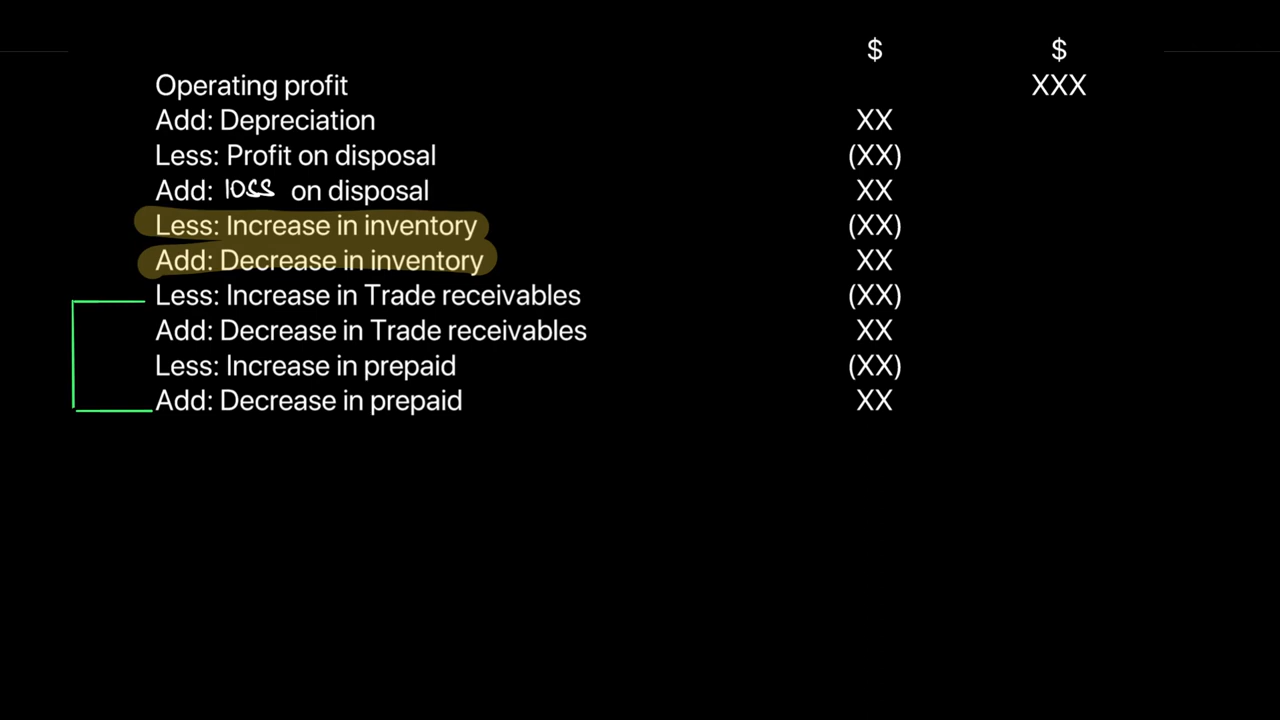 $ $
Operating profit XXX
Add: Depreciation XX
Less: Profit on disposal (XX)
Add: loss on disposal XX
Less: Increase in inventory (XX)
Add: Decrease in inventory XX
Less: Increase in Trade receivables (XX)
Add: Decrease in Trade receivables XX
Less: Increase in prepaid (XX)
Add: Decrease in prepaid XX